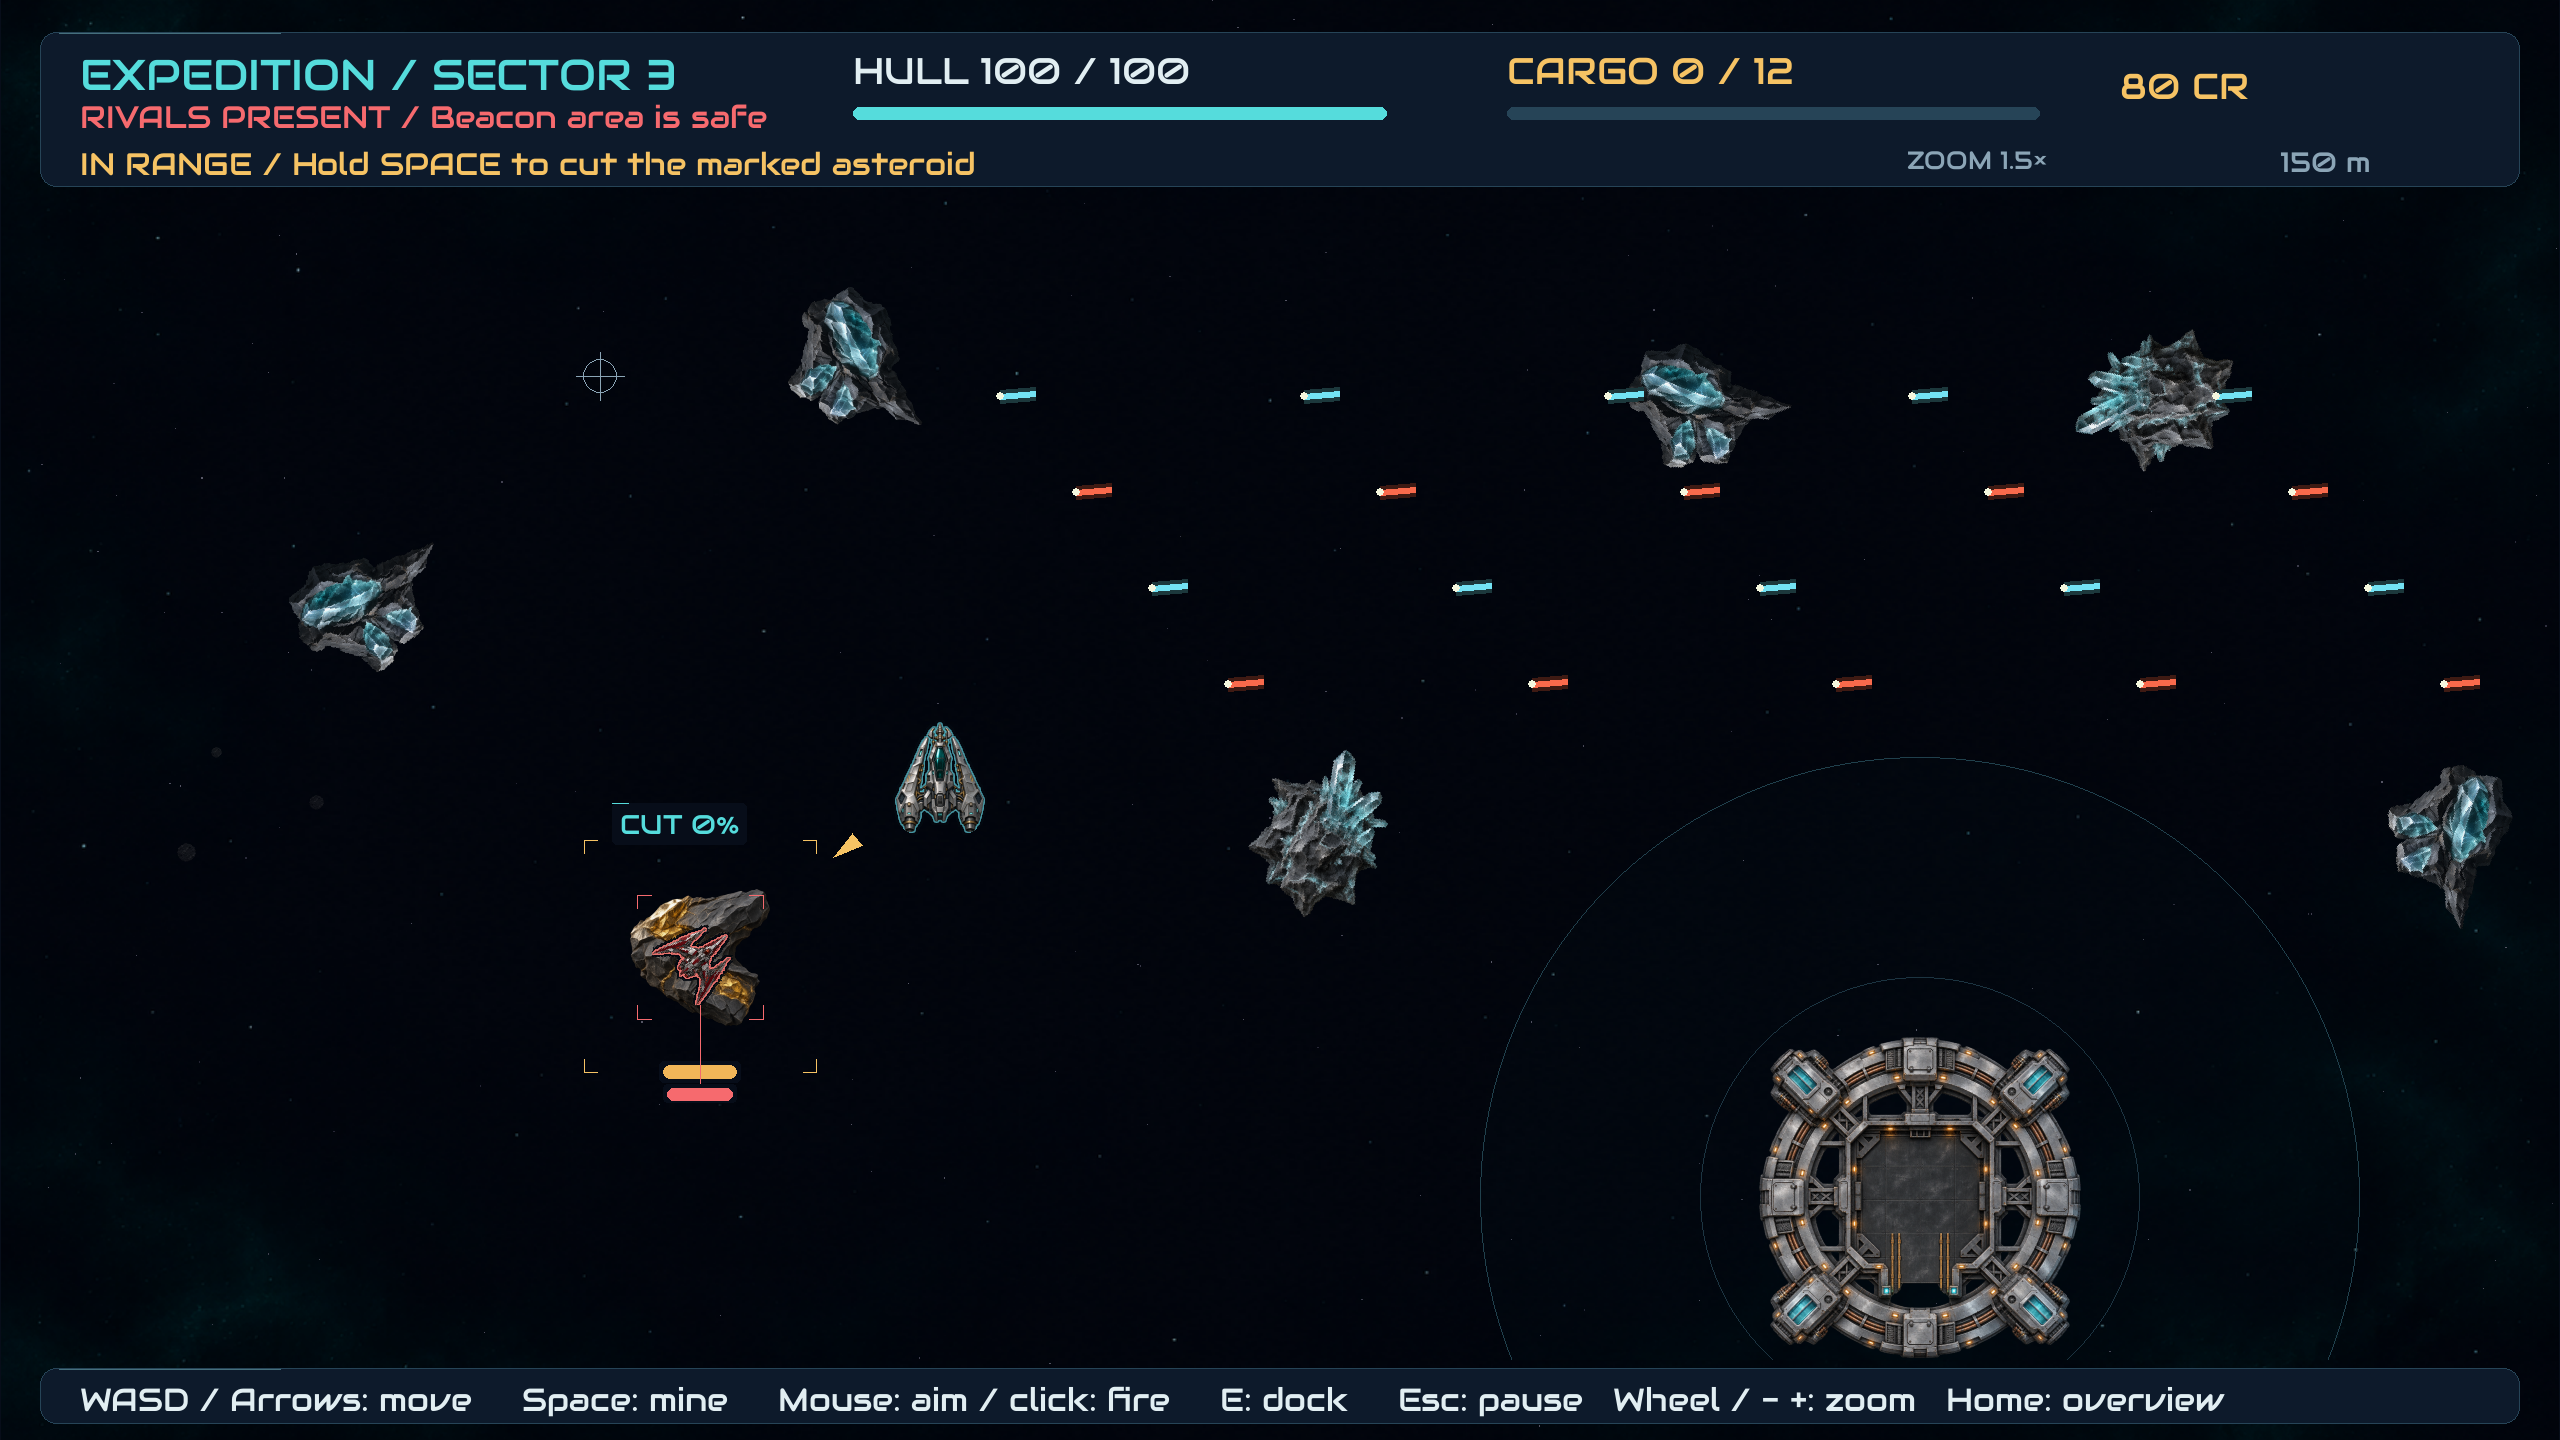 EXPEDITION / SECTOR 3
RIVALS PRESENT / Beacon area is safe
IN RANGE / Hold SPACE to cut the marked asteroid
HULL 100 / 100
CARGO 0 / 12
80 CR
ZOOM 1.5×
150 m
CUT 0%
WASD / Arrows: move
Space: mine
Mouse: aim / click: fire
E: dock
Esc: pause
Wheel / - +: zoom
Home: overview